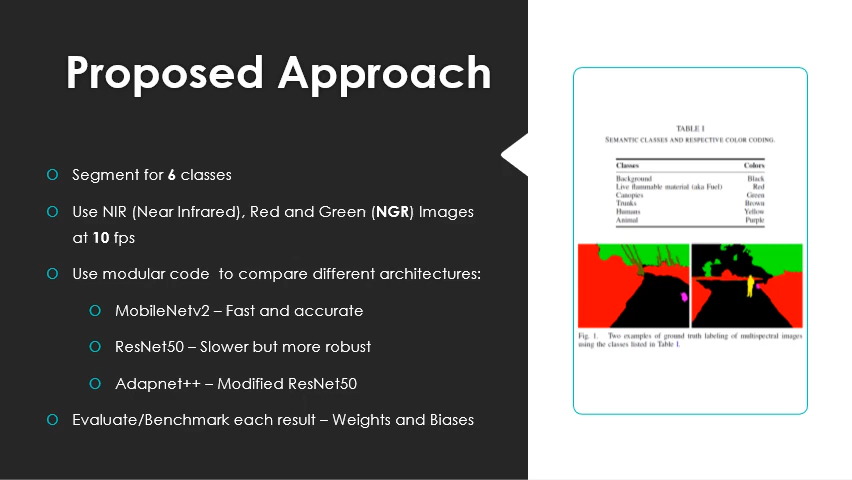 Proposed Approach
O Segment for 6 classes
O Use NIR (Near Infrared), Red and Green (NGR) Images
at 10 fps
O Use modular code  to compare different architectures:
O MobileNetv2 – Fast and accurate
O ResNet50 – Slower but more robust
O Adapnet++ – Modified ResNet50
O Evaluate/Benchmark each result – Weights and Biases
TABLE I
SEMANTIC CLASSES AND RESPECTIVE COLOR CODING.
Classes Colors
Background Black
Live flammable material (aka Fuel) Red
Canopies Green
Trunks Brown
Humans Yellow
Animal Purple
Fig. 1. Two examples of ground truth labeling of multispectral images
using the classes listed in Table I.